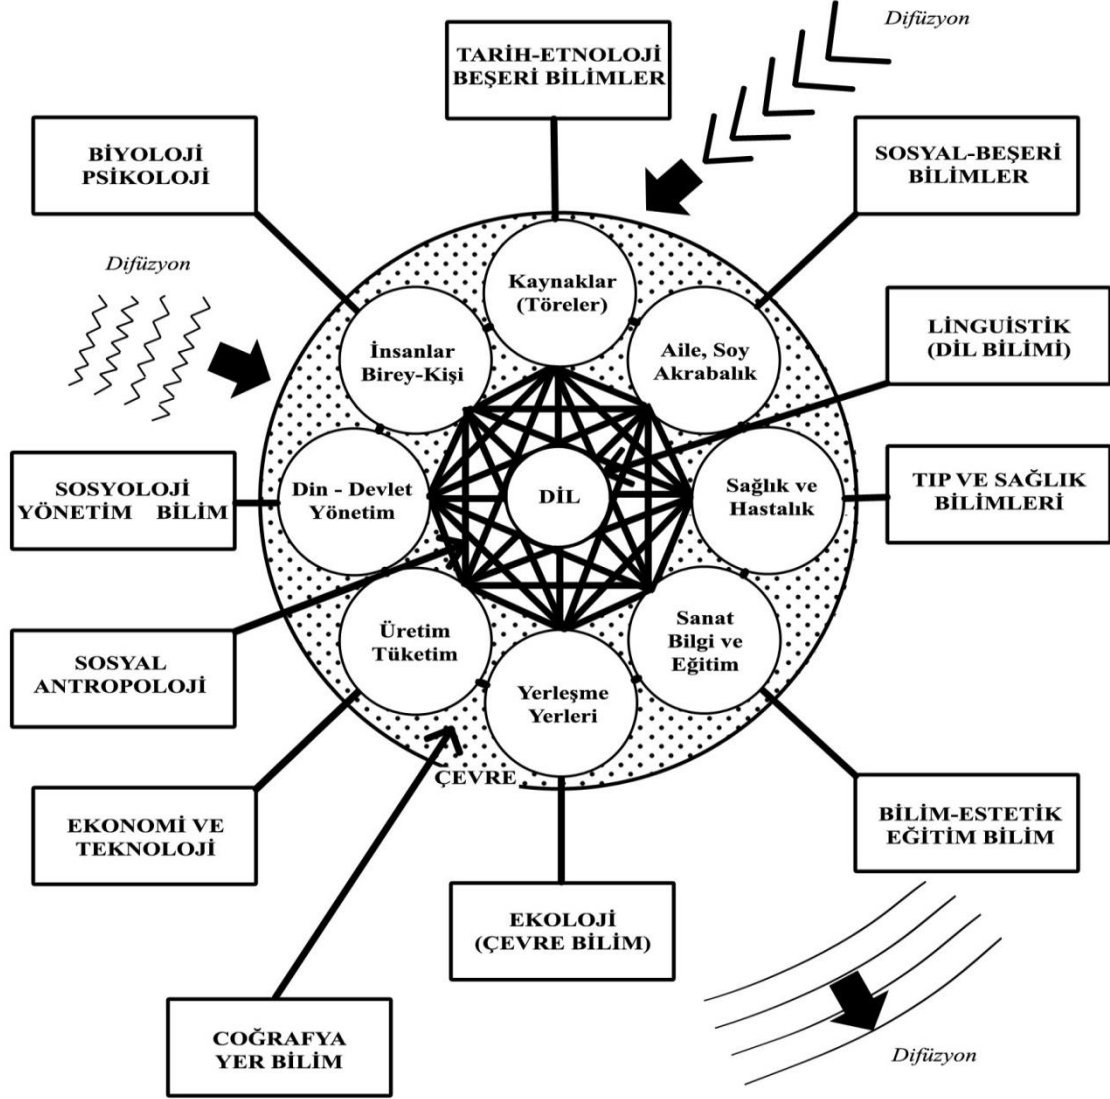 Difüzyon
TARİH-ETNOLOJİ
BEŞERİ BİLİMLER
BİYOLOJİ
PSİKOLOJİ
SOSYAL-BEŞERİ
BİLİMLER
Difüzyon
Kaynaklar
(Töreler)
İnsanlar
Birey-Kişi
Aile, Soy
Akrabalık
LİNGUİSTİK
(DİL BİLİMİ)
SOSYOLOJİ
YÖNETİM BİLİM
Din - Devlet
Yönetim
DİL
Sağlık ve
Hastalık
TIP VE SAĞLIK
BİLİMLERİ
SOSYAL
ANTROPOLOJİ
Üretim
Tüketim
Yerleşme
Yerleri
Sanat
Bilgi ve
Eğitim
ÇEVRE
EKONOMİ VE
TEKNOLOJİ
BİLİM-ESTETİK
EĞİTİM BİLİM
EKOLOJİ
(ÇEVRE BİLİM)
COĞRAFYA
YER BİLİM
Difüzyon